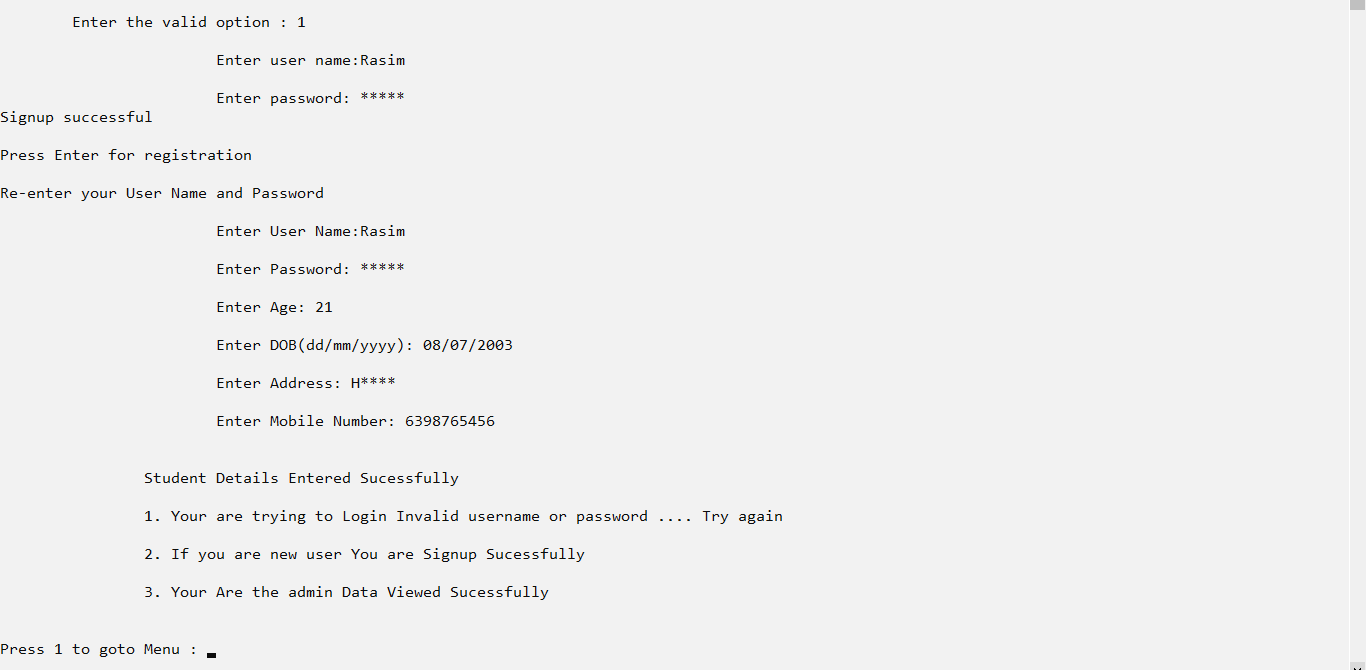 Enter the valid option : 1
Enter user name:Rasim
Enter password: *****
Signup successful
Press Enter for registration
Re-enter your User Name and Password
Enter User Name:Rasim
Enter Password: *****
Enter Age: 21
Enter DOB(dd/mm/yyyy): 08/07/2003
Enter Address: H****
Enter Mobile Number: 6398765456
Student Details Entered Sucessfully
1. Your are trying to Login Invalid username or password .... Try again
2. If you are new user You are Signup Sucessfully
3. Your Are the admin Data Viewed Sucessfully
Press 1 to goto Menu :